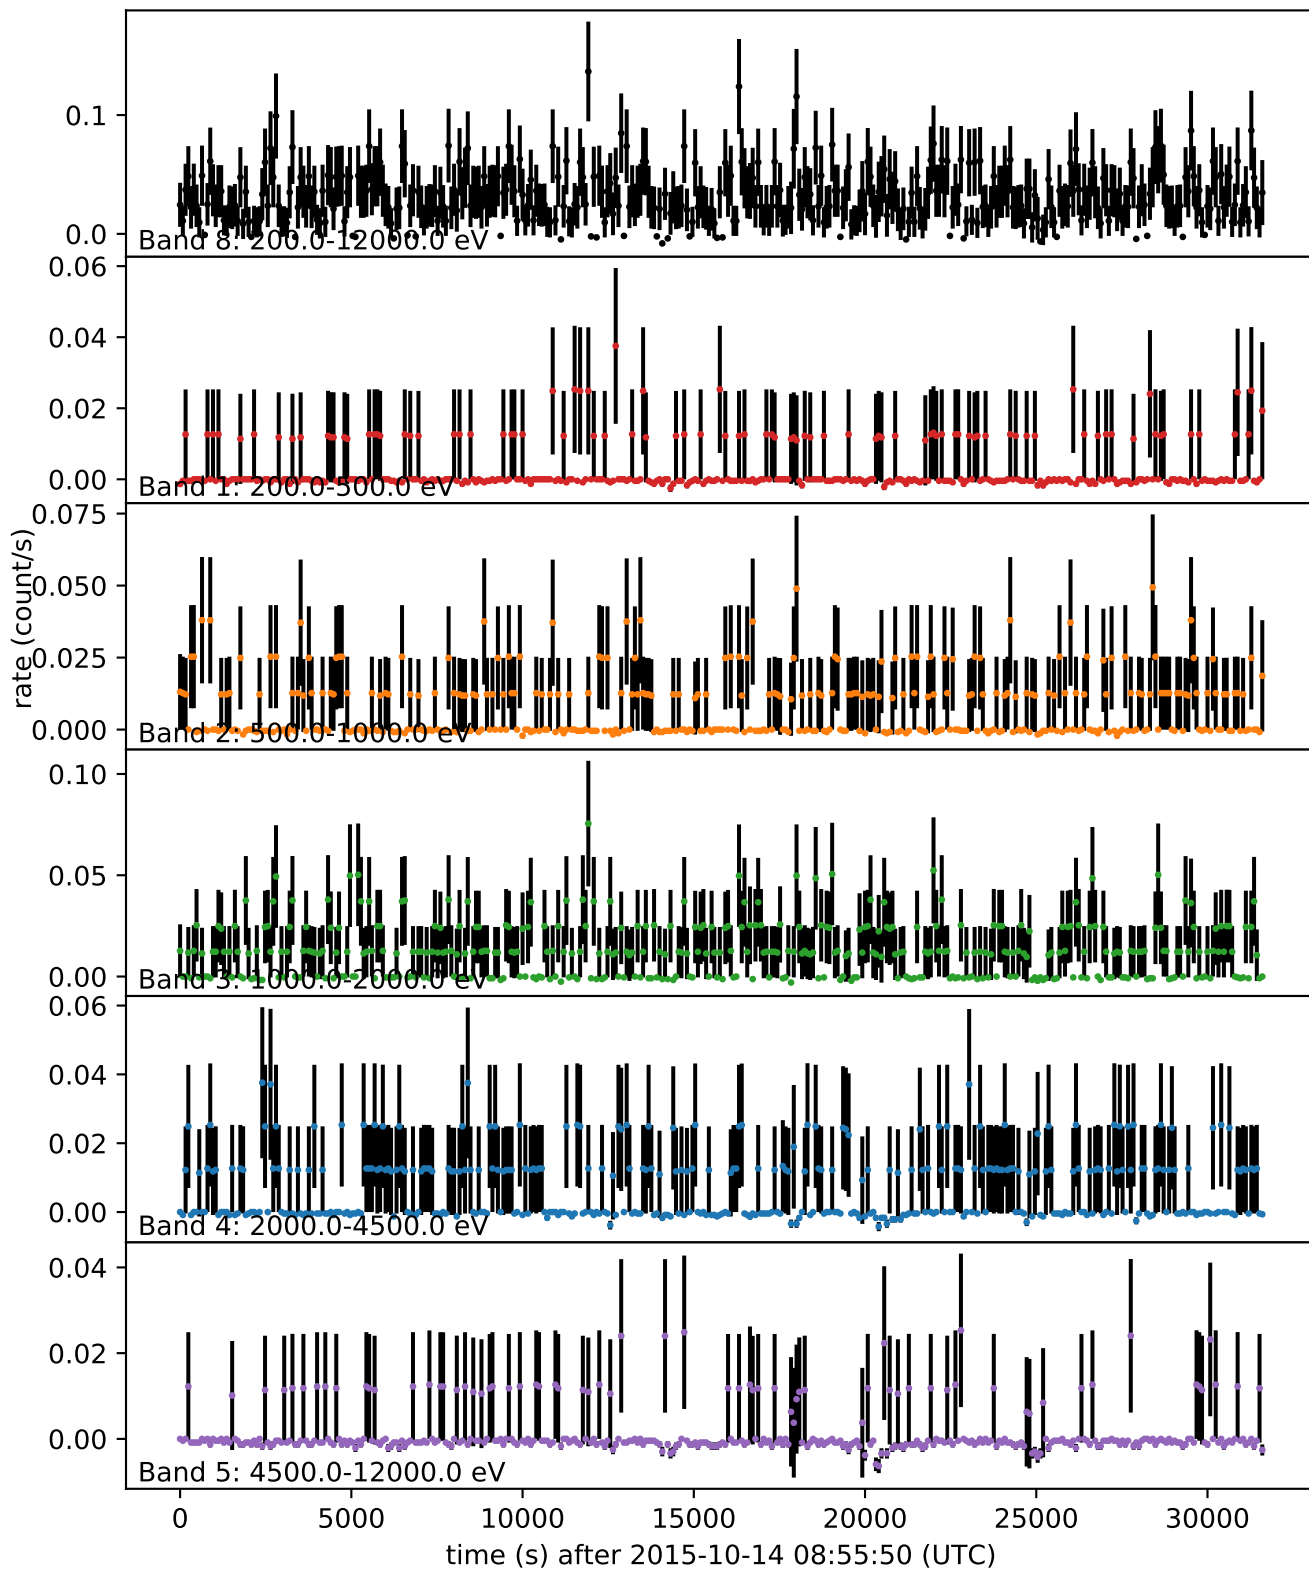 0.1
0.0
Band 8: 200.0-12000.0 eV
0.06
0.04
0.02
0.00
Band 1: 200.0-500.0 eV
rate (count/s)
0.075
0.050
0.025
0.000
Band 2: 500.0-1000.0 eV
0.10
0.05
0.00
Band 3: 1000.0-2000.0 eV
0.06
0.04
0.02
0.00
Band 4: 2000.0-4500.0 eV
0.04
0.02
0.00
Band 5: 4500.0-12000.0 eV
0 5000 10000 15000 20000 25000 30000
time (s) after 2015-10-14 08:55:50 (UTC)